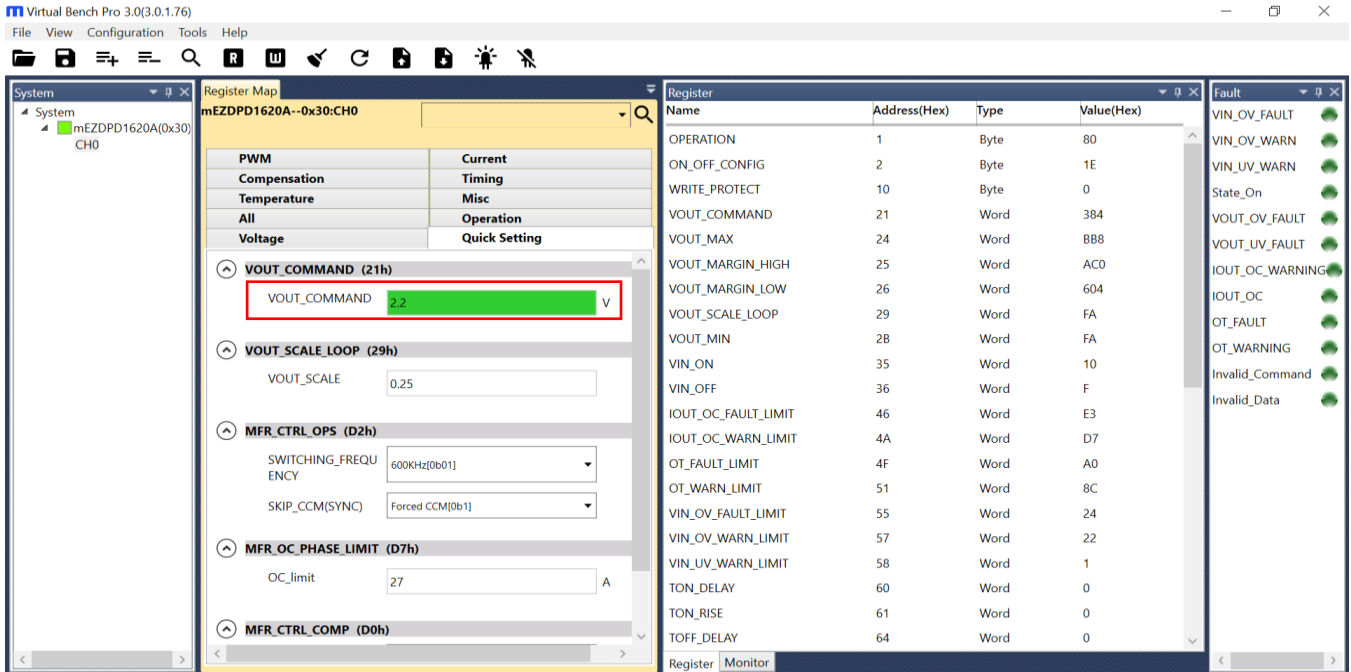 Virtual Bench Pro 3.0(3.0.1.76)
File View Configuration Tools Help
R W
System
System
mEZDPD1620A(0x30)
CH0
Register Map
mEZDPD1620A--0x30:CH0
PWM Current
Compensation Timing
Temperature Misc
All Operation
Voltage Quick Setting
VOUT_COMMAND (21h)
VOUT_COMMAND 2.2 V
VOUT_SCALE_LOOP (29h)
VOUT_SCALE 0.25
MFR_CTRL_OPS (D2h)
SWITCHING_FREQU
ENCY
600KHz[0b01]
SKIP_CCM(SYNC) Forced CCM[0b1]
MFR_OC_PHASE_LIMIT (D7h)
OC_limit 27 A
MFR_CTRL_COMP (D0h)
Register
Name Address(Hex) Type Value(Hex)
OPERATION 1 Byte 80
ON_OFF_CONFIG 2 Byte 1E
WRITE_PROTECT 10 Byte 0
VOUT_COMMAND 21 Word 384
VOUT_MAX 24 Word BB8
VOUT_MARGIN_HIGH 25 Word AC0
VOUT_MARGIN_LOW 26 Word 604
VOUT_SCALE_LOOP 29 Word FA
VOUT_MIN 2B Word FA
VIN_ON 35 Word 10
VIN_OFF 36 Word F
IOUT_OC_FAULT_LIMIT 46 Word E3
IOUT_OC_WARN_LIMIT 4A Word D7
OT_FAULT_LIMIT 4F Word A0
OT_WARN_LIMIT 51 Word 8C
VIN_OV_FAULT_LIMIT 55 Word 24
VIN_OV_WARN_LIMIT 57 Word 22
VIN_UV_WARN_LIMIT 58 Word 1
TON_DELAY 60 Word 0
TON_RISE 61 Word 0
TOFF_DELAY 64 Word 0
Register Monitor
Fault
VIN_OV_FAULT
VIN_OV_WARN
VIN_UV_WARN
State_On
VOUT_OV_FAULT
VOUT_UV_FAULT
IOUT_OC_WARNING
IOUT_OC
OT_FAULT
OT_WARNING
Invalid_Command
Invalid_Data